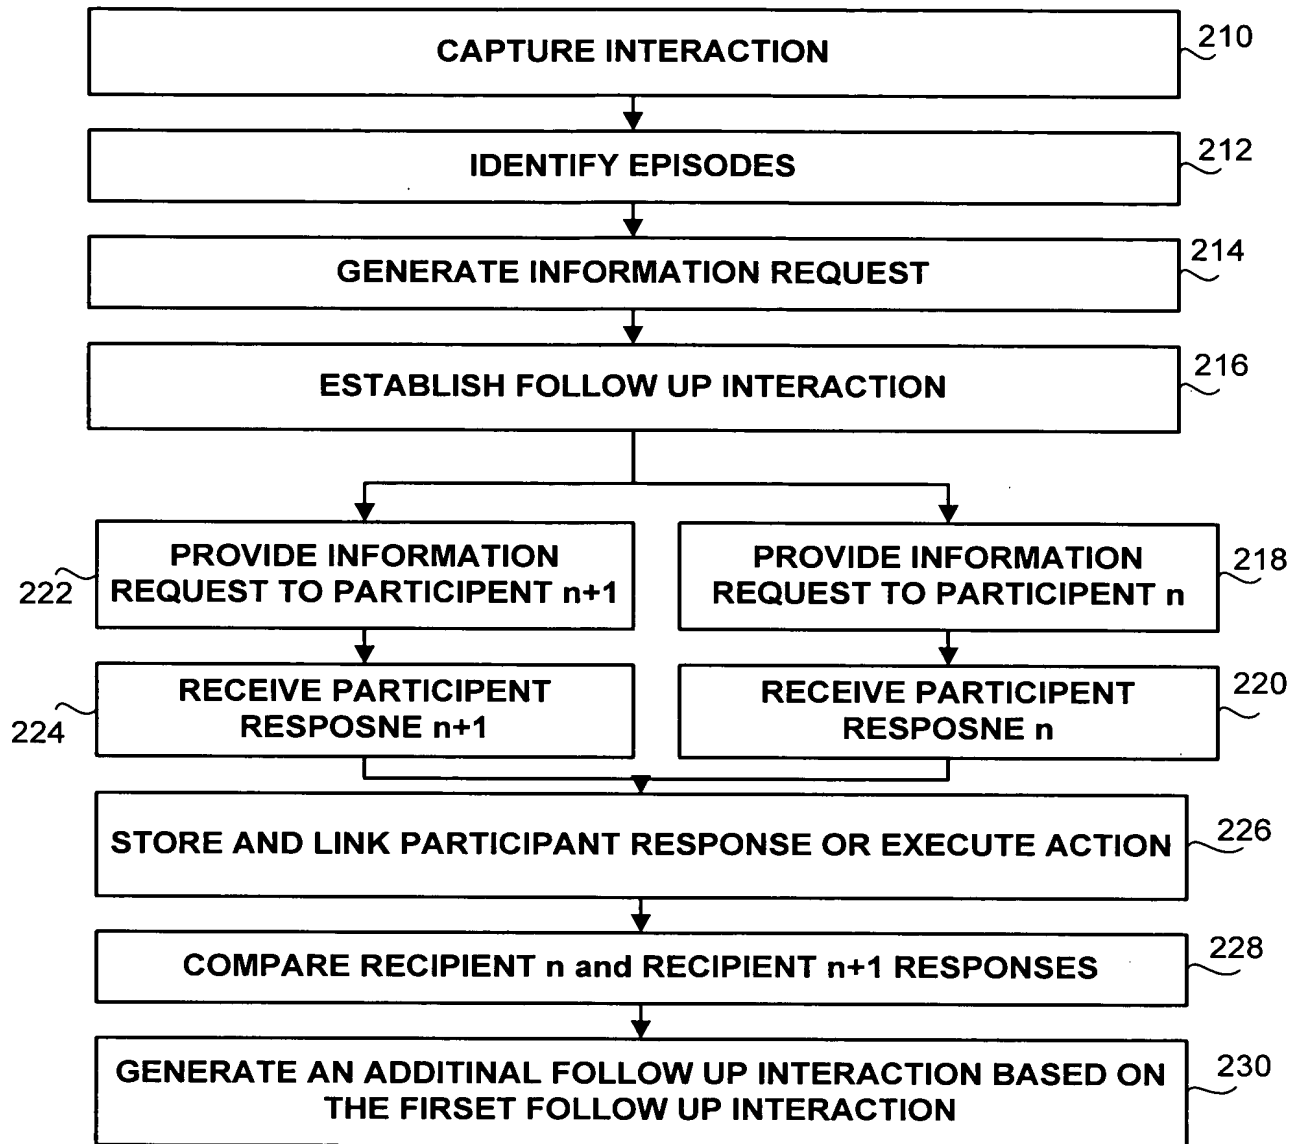 CAPTURE INTERACTION
210
IDENTIFY EPISODES
212
GENERATE INFORMATION REQUEST
214
ESTABLISH FOLLOW UP INTERACTION
216
PROVIDE INFORMATION
REQUEST TO PARTICIPENT n+1
222
PROVIDE INFORMATION
REQUEST TO PARTICIPENT n
218
RECEIVE PARTICIPENT
RESPOSNE n+1
224
RECEIVE PARTICIPENT
RESPOSNE n
220
STORE AND LINK PARTICIPANT RESPONSE OR EXECUTE ACTION
226
COMPARE RECIPIENT n and RECIPIENT n+1 RESPONSES
228
GENERATE AN ADDITINAL FOLLOW UP INTERACTION BASED ON
THE FIRSET FOLLOW UP INTERACTION
230